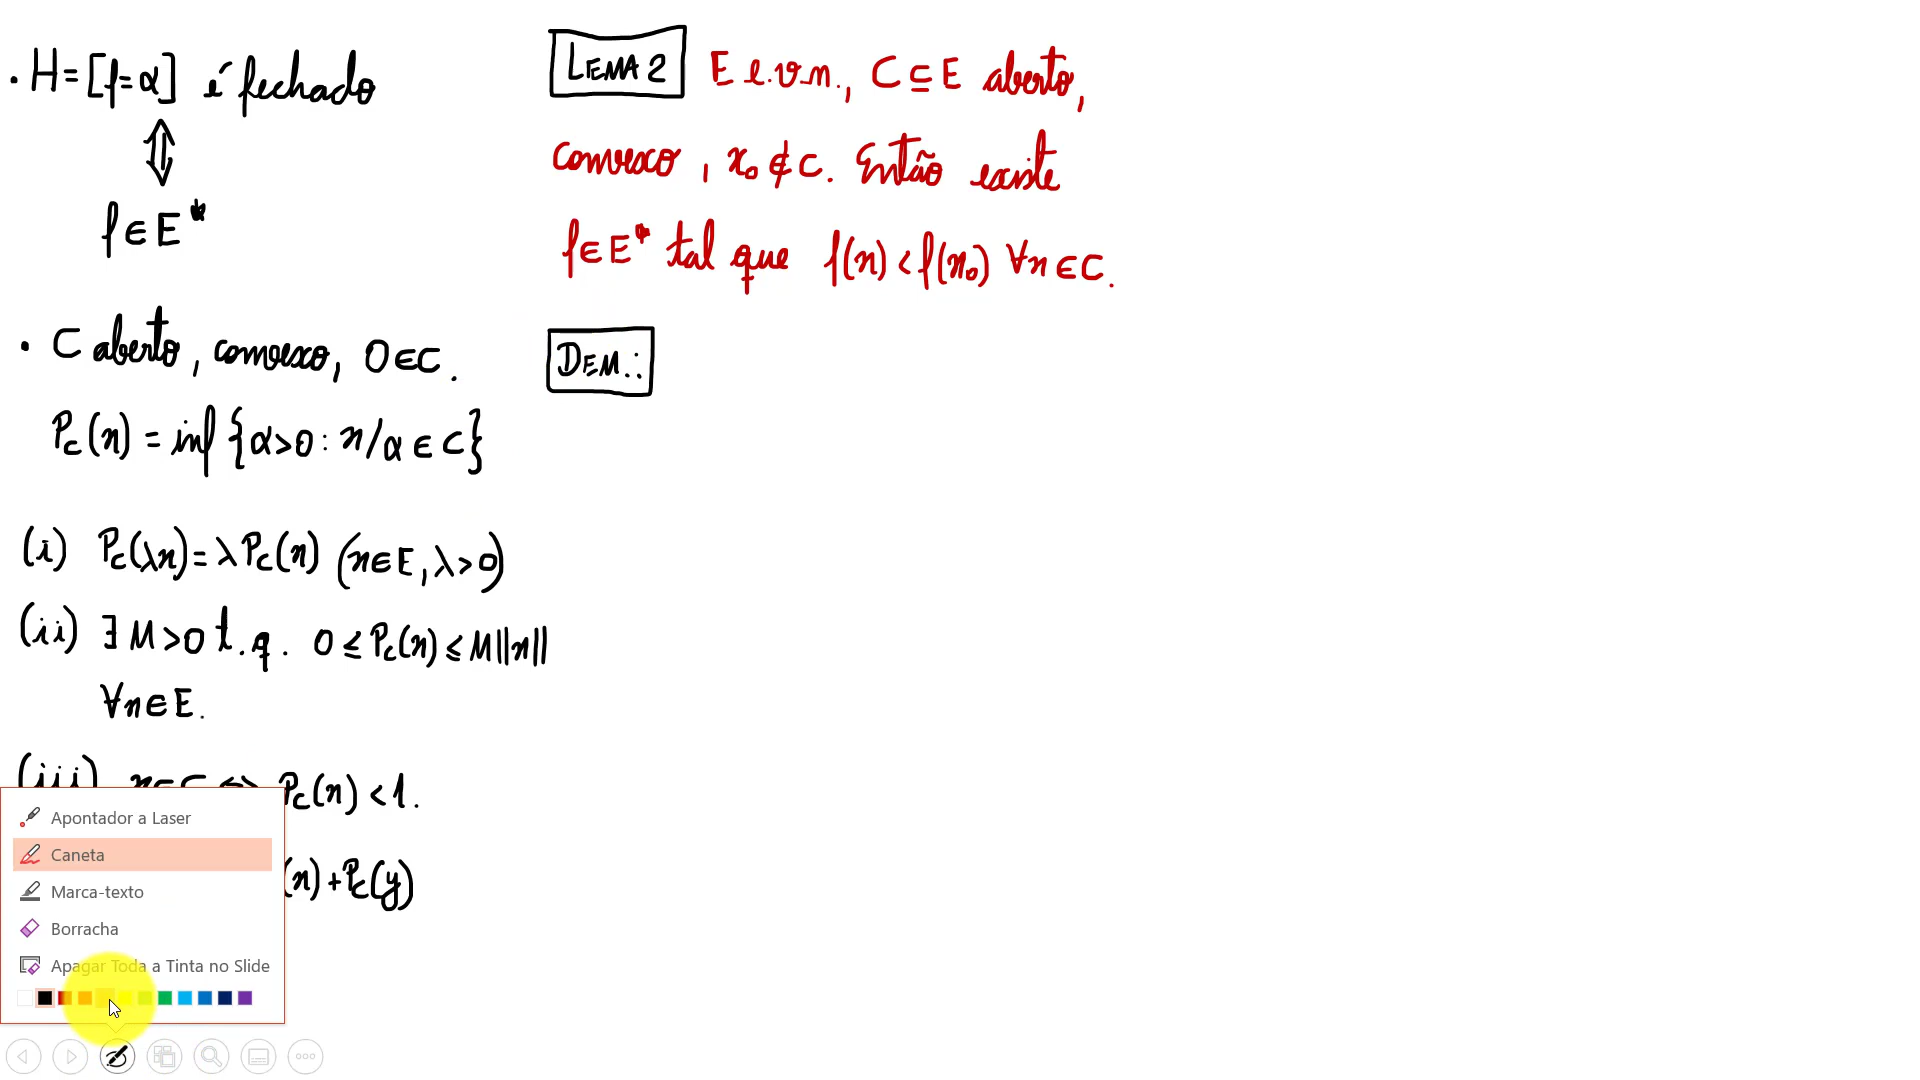 · H = [f = α] é fechado
⇕
f ∈ E*
· C aberto, convexo, 0 ∈ C.
P_C(x) = inf {α > 0 : x/α ∈ C}
(i) P_C(λx) = λ P_C(x) (x ∈ E, λ > 0)
(ii) ∃ M > 0 t.q. 0 ≤ P_C(x) ≤ M||x||
∀x ∈ E.
(iii) x ∈ C ⇔ P_C(x) < 1.
(x) + P_C(y)
LEMA 2 E e.v.n., C ⊆ E aberto,
convexo, x₀ ∉ C. Então existe
f ∈ E* tal que f(x) < f(x₀) ∀x ∈ C.
DEM.:
Apontador a Laser
Caneta
Marca-texto
Borracha
Apagar Toda a Tinta no Slide